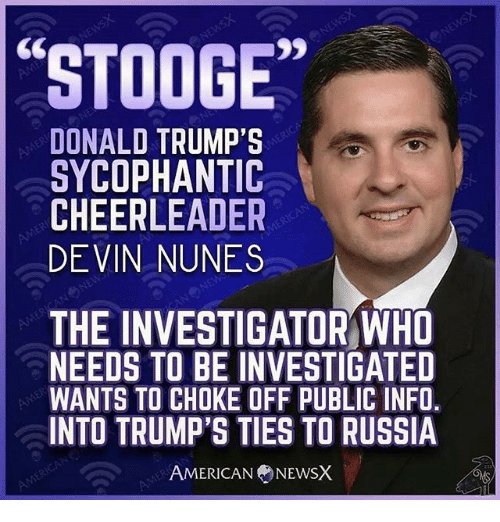 “STOOGE”
DONALD TRUMP'S
SYCOPHANTIC
CHEERLEADER
DEVIN NUNES
THE INVESTIGATOR WHO
NEEDS TO BE INVESTIGATED
WANTS TO CHOKE OFF PUBLIC INFO.
INTO TRUMP'S TIES TO RUSSIA
AMERICAN NEWSX